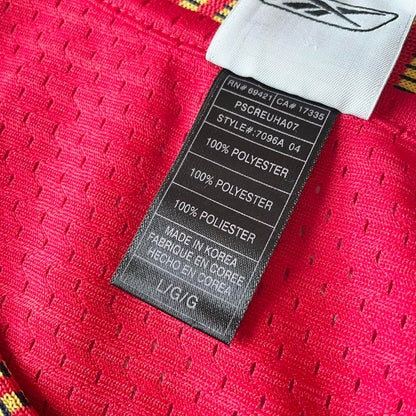 RN# 69421 CA# 17335
PSCREUHA07
STYLE#:7096A 04
100% POLYESTER
100% POLYESTER
100% POLIESTER
MADE IN KOREA
FABRIQUE EN COREE
HECHO EN COREA
L/G/G